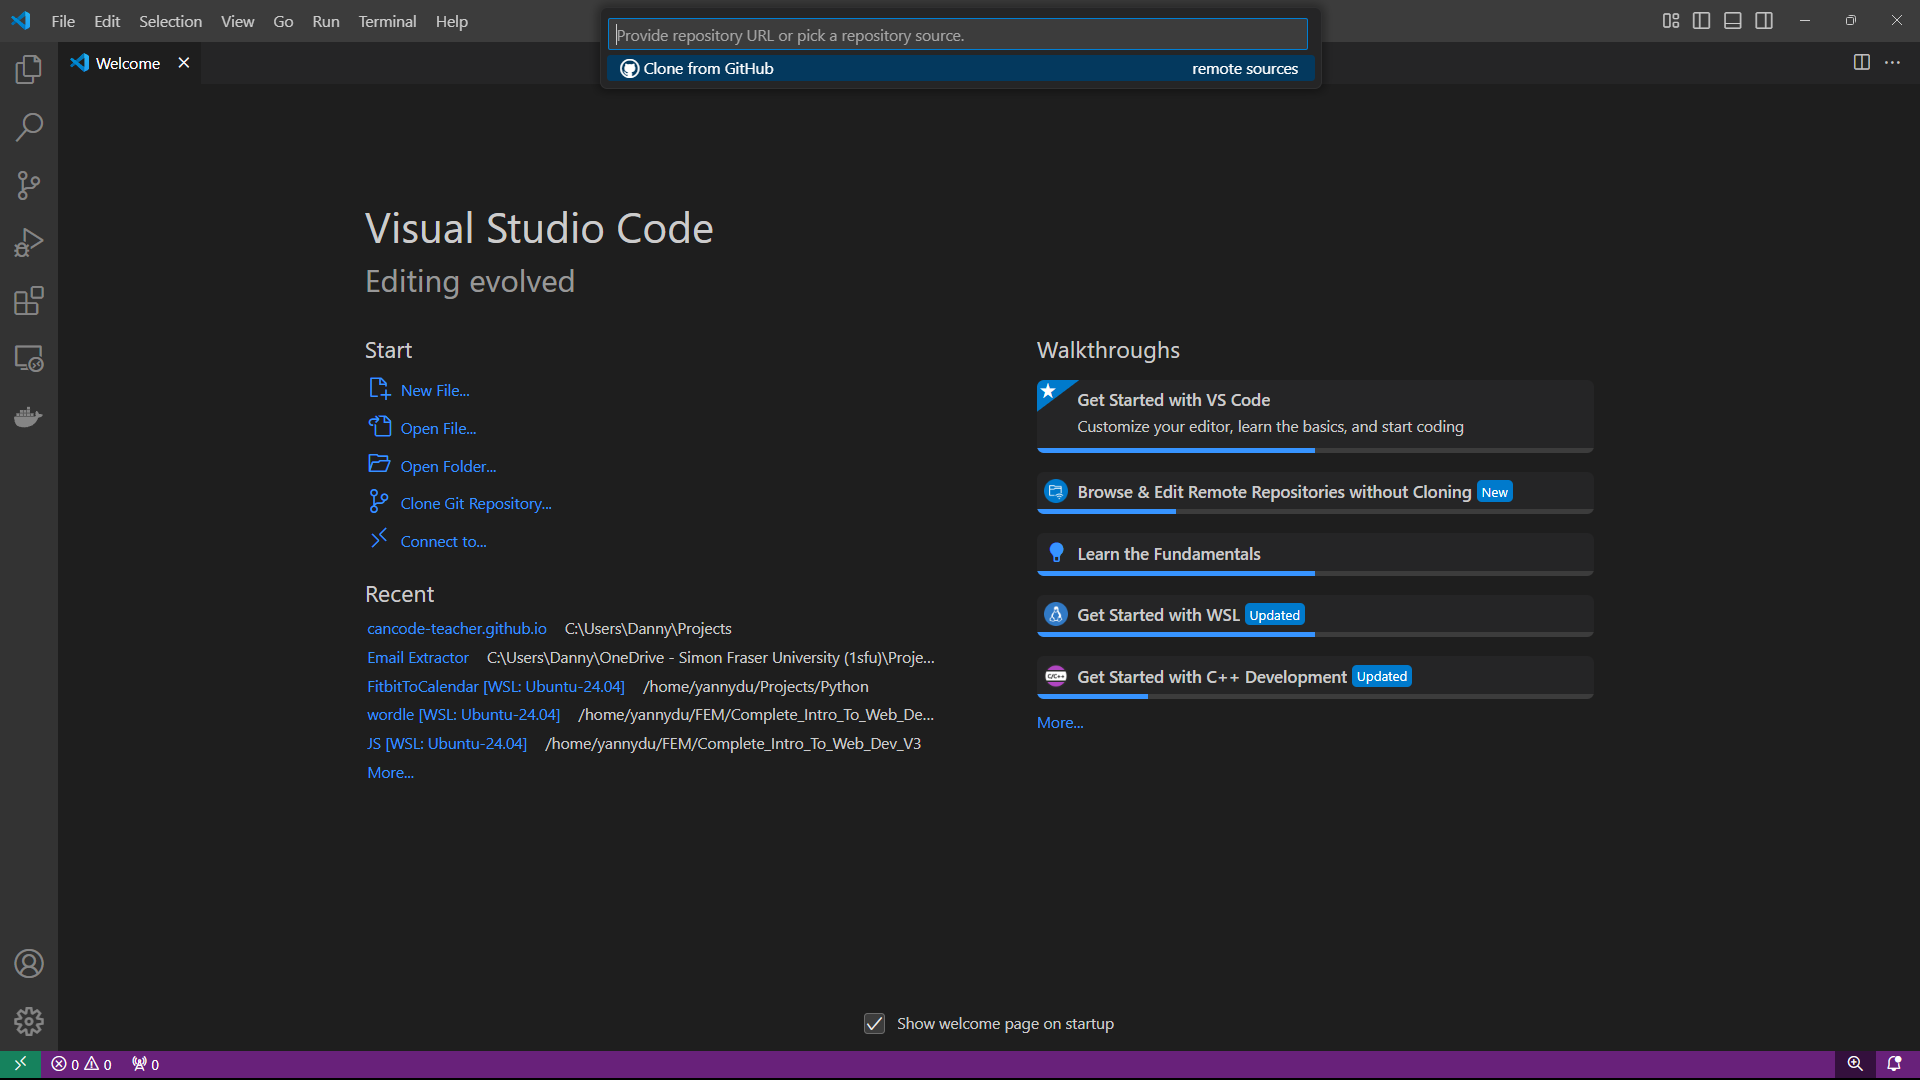 File Edit Selection View Go Run Terminal Help
Provide repository URL or pick a repository source.
Clone from GitHub remote sources
Welcome
Visual Studio Code
Editing evolved
Start
New File...
Open File...
Open Folder...
Clone Git Repository...
Connect to...
Recent
cancode-teacher.github.io C:\Users\Danny\Projects
Email Extractor C:\Users\Danny\OneDrive - Simon Fraser University (1sfu)\Proje...
FitbitToCalendar [WSL: Ubuntu-24.04] /home/yannydu/Projects/Python
wordle [WSL: Ubuntu-24.04] /home/yannydu/FEM/Complete_Intro_To_Web_De...
JS [WSL: Ubuntu-24.04] /home/yannydu/FEM/Complete_Intro_To_Web_Dev_V3
More...
Walkthroughs
Get Started with VS Code
Customize your editor, learn the basics, and start coding
Browse & Edit Remote Repositories without Cloning New
Learn the Fundamentals
Get Started with WSL Updated
C/C++ Get Started with C++ Development Updated
More...
Show welcome page on startup
0 0 0